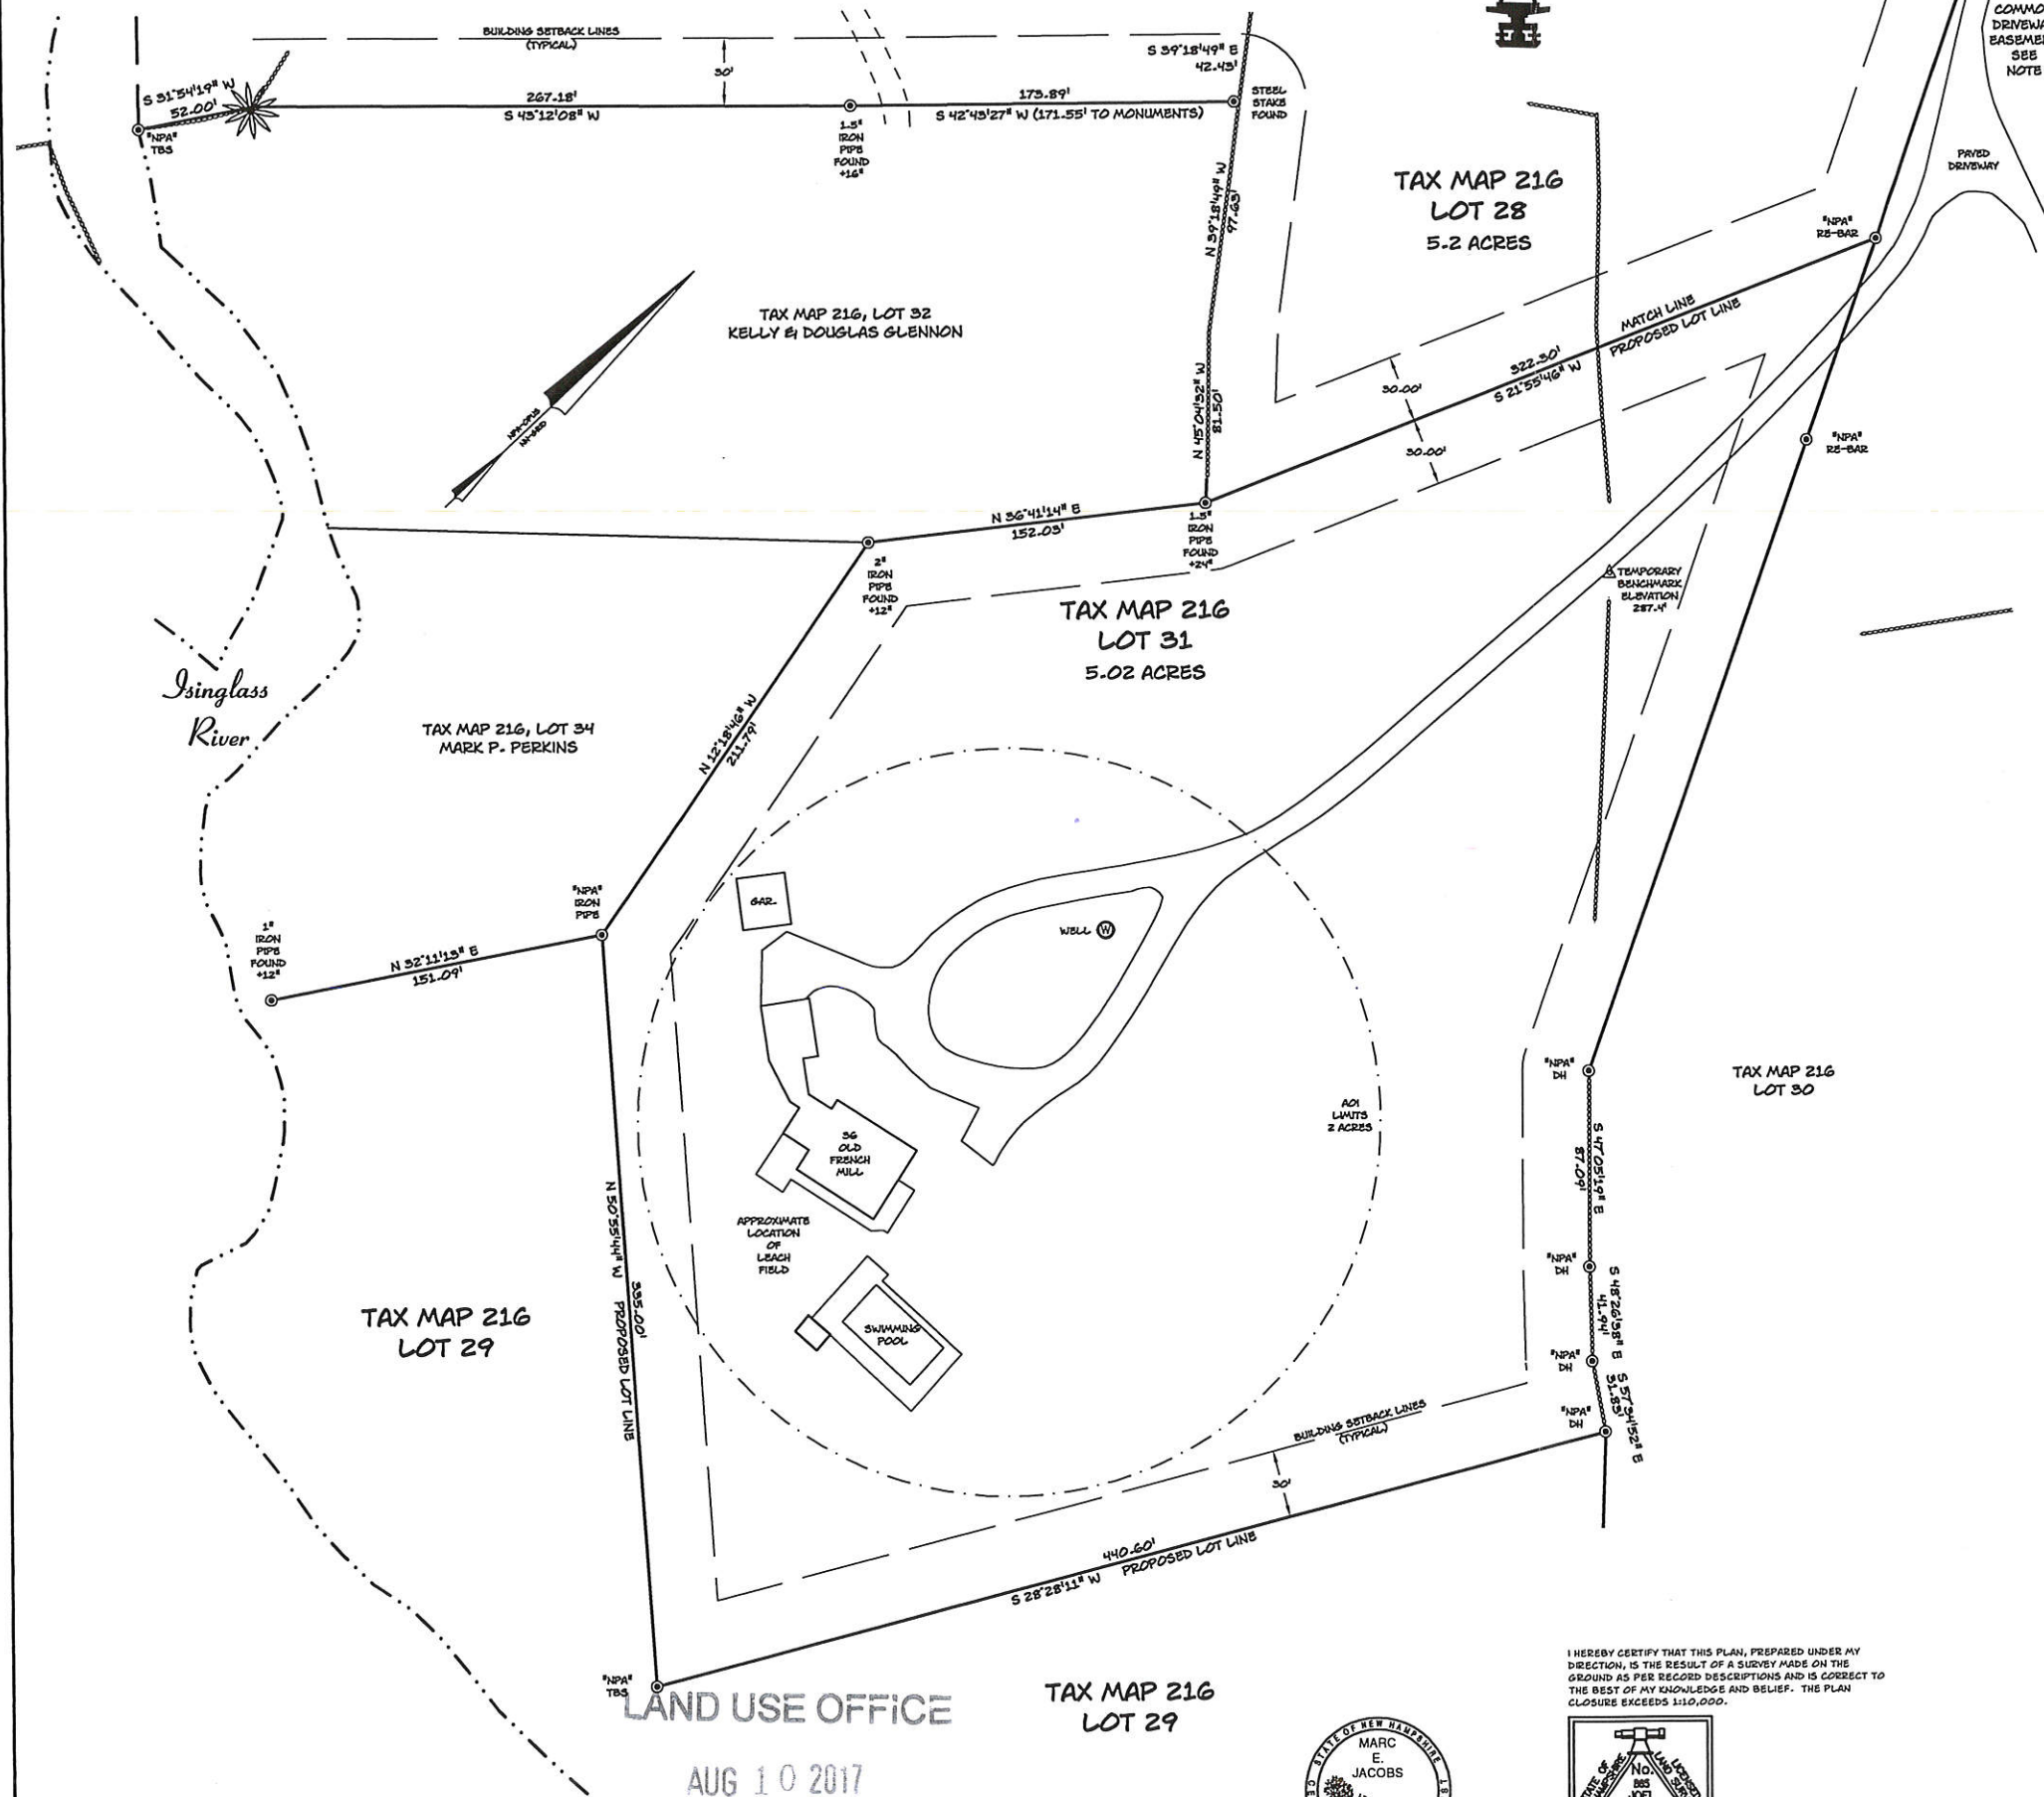 BUILDING SETBACK LINES
(TYPICAL)
30'
S 31°54'19" W
52.00'
"NPA"
TBS
267.18'
S 43°12'08" W
1.5"
IRON
PIPE
FOUND
+16"
173.89'
S 42°43'27" W (171.55' TO MONUMENTS)
S 39°18'49" E
42.43'
STEEL
STAKE
FOUND
N 39°18'49" W
97.63'
N 45°04'32" W
81.50'
TAX MAP 216
LOT 28
5.2 ACRES
DRIVEWAY
SEE
NOTE
PAVED
DRIVEWAY
"NPA"
RE-BAR
MATCH LINE
PROPOSED LOT LINE
322.30'
S 21°55'46" W
30.00'
30.00'
"NPA"
RE-BAR
TAX MAP 216, LOT 32
KELLY & DOUGLAS GLENNON
NPA-OPUS
NH-GRID
N 36°41'14" E
152.03'
1.5"
IRON
PIPE
FOUND
+24"
2"
IRON
PIPE
FOUND
+12"
TEMPORARY
BENCHMARK
ELEVATION
287.4'
TAX MAP 216
LOT 31
5.02 ACRES
Isinglass
River
TAX MAP 216, LOT 34
MARK P. PERKINS
N 12°18'46" W
211.79'
"NPA"
IRON
PIPE
GAR.
WELL W
1"
IRON
PIPE
FOUND
+12"
N 32°11'13" E
151.09'
"NPA"
DH
TAX MAP 216
LOT 30
AOI
LIMITS
2 ACRES
36
OLD
FRENCH
MILL
S 47°05'19" E
87.09'
N 50°55'44" W PROPOSED LOT LINE
335.00'
APPROXIMATE
LOCATION
OF
LEACH
FIELD
"NPA"
DH
S 48°26'38" E
41.94'
TAX MAP 216
LOT 29
SWIMMING
POOL
"NPA"
DH
S 57°34'52" E
31.83'
"NPA"
DH
BUILDING SETBACK LINES
(TYPICAL)
30'
440.60'
S 28°28'11" W PROPOSED LOT LINE
"NPA"
TBS
LAND USE OFFICE
AUG 10 2017
TAX MAP 216
LOT 29
I HEREBY CERTIFY THAT THIS PLAN, PREPARED UNDER MY
DIRECTION, IS THE RESULT OF A SURVEY MADE ON THE
GROUND AS PER RECORD DESCRIPTIONS AND IS CORRECT TO
THE BEST OF MY KNOWLEDGE AND BELIEF. THE PLAN
CLOSURE EXCEEDS 1:10,000.
STATE OF NEW HAMPSHIRE
MARC
E.
JACOBS
No.
885